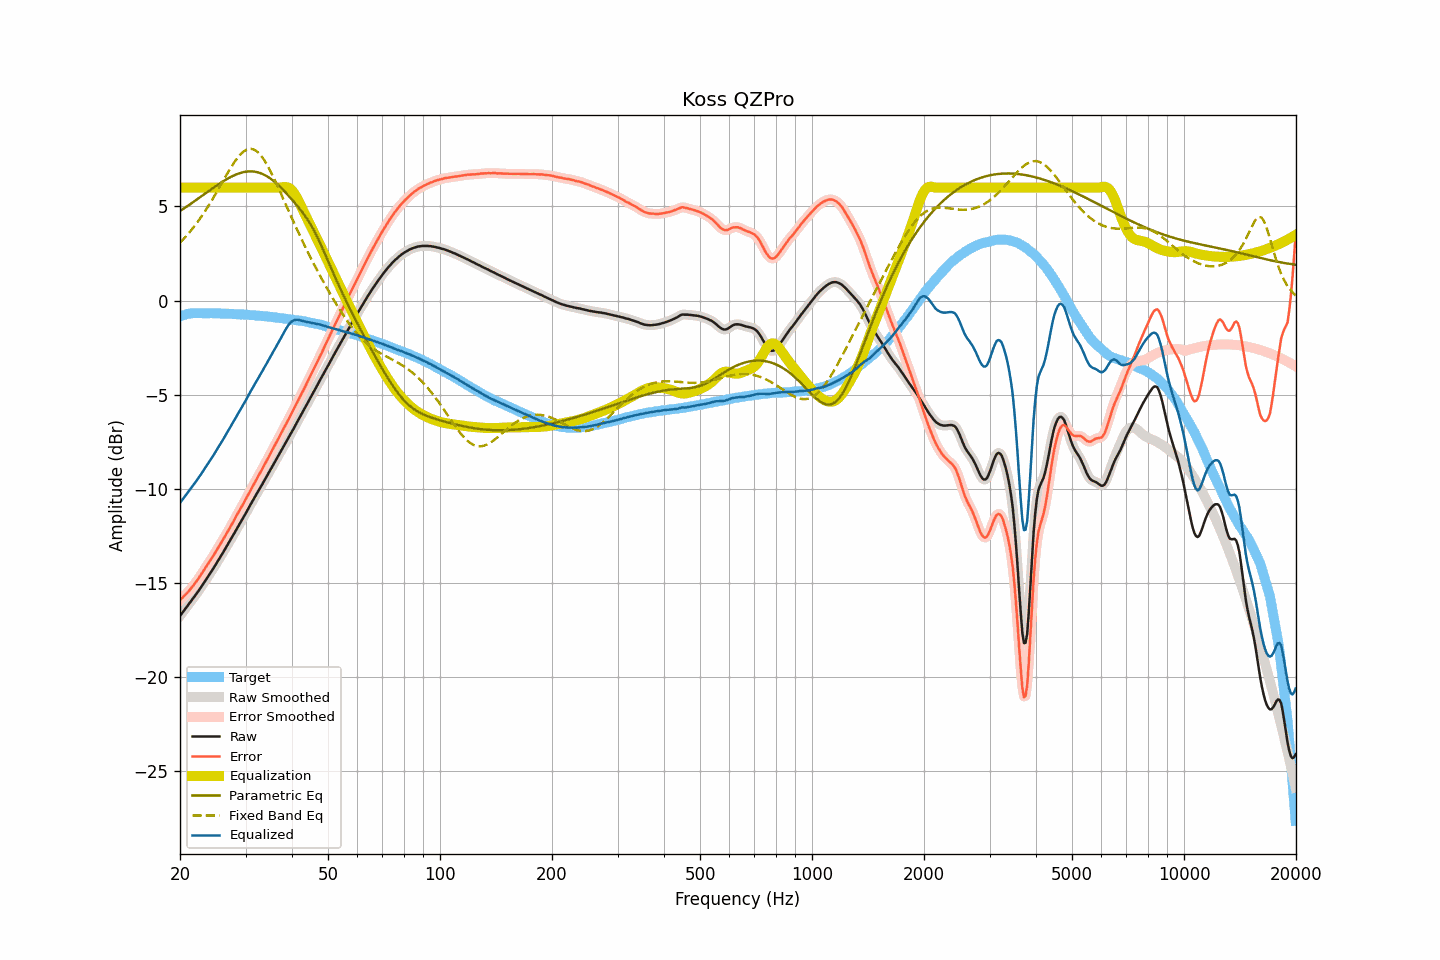 Koss QZPro
Amplitude (dBr)
5
0
−5
−10
−15
−20
−25
Target
Raw Smoothed
Error Smoothed
Raw
Error
Equalization
Parametric Eq
Fixed Band Eq
Equalized
20 50 100 200 500 1000 2000 5000 10000 20000
Frequency (Hz)